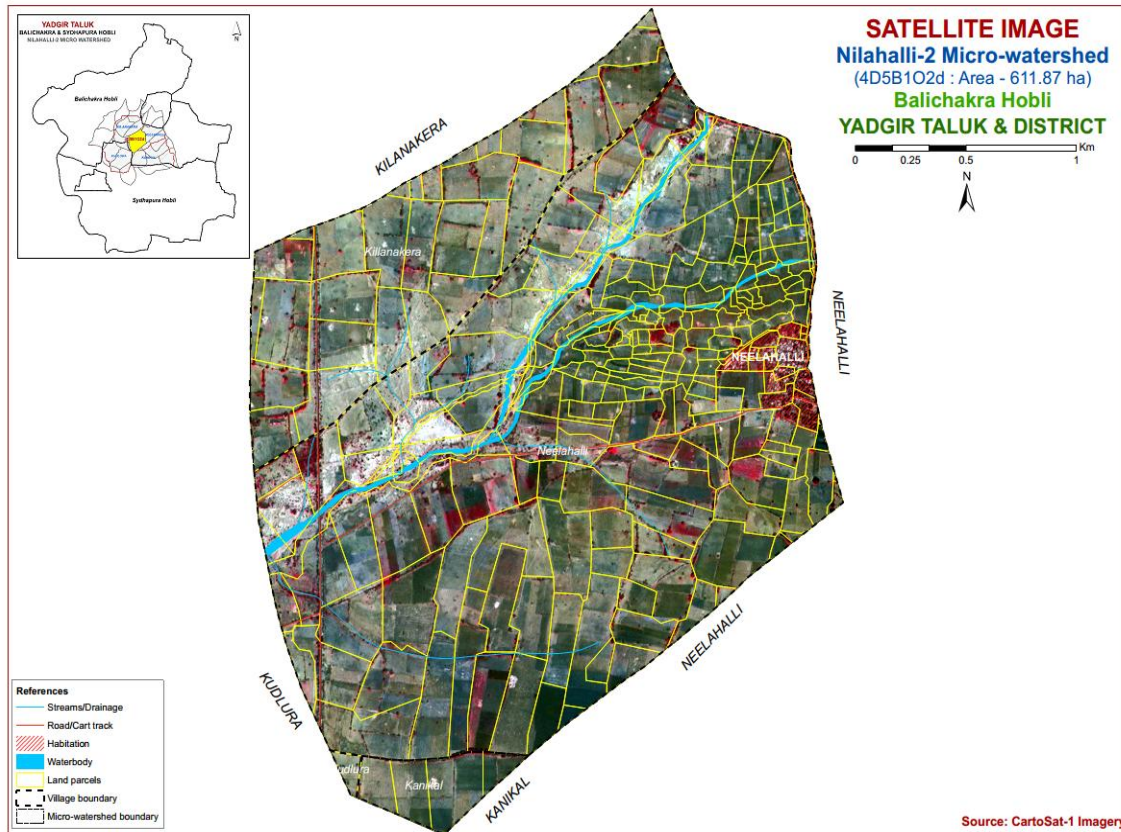 YADGIR TALUK
BALICHAKRA & SYDHAPURA HOBLI
NILAHALLI-2 MICRO WATERSHED
N
Balichakra Hobli
Sydhapura Hobli
SATELLITE IMAGE
Nilahalli-2 Micro-watershed
(4D5B1O2d : Area - 611.87 ha)
Balichakra Hobli
YADGIR TALUK & DISTRICT
0 0.25 0.5 1 Km
N
KILANAKERA
Killanakera
NEELAHALLI
NEELAHALLI
Neelahalli
NEELAHALLI
KUDLURA
Kanikal
KANIKAL
References
Streams/Drainage
Road/Cart track
Habitation
Waterbody
Land parcels
Village boundary
Micro-watershed boundary
Source: CartoSat-1 Imagery